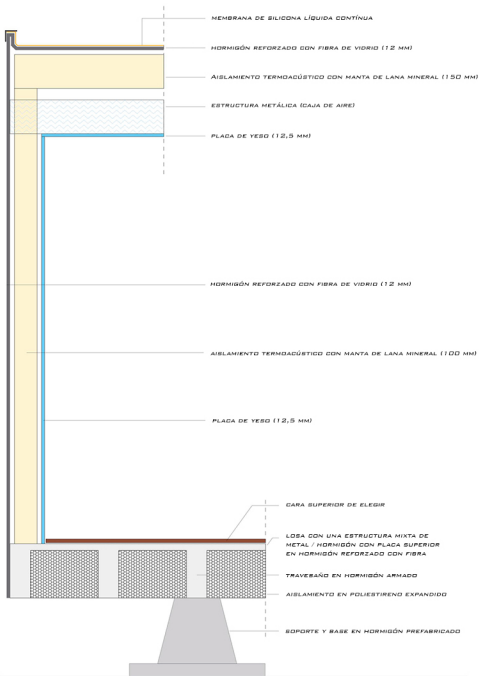 MEMBRANA DE SILICONA LÍQUIDA CONTÍNUA
HORMIGÓN REFORZADO CON FIBRA DE VIDRIO (12 MM)
AISLAMIENTO TERMOACÚSTICO CON MANTA DE LANA MINERAL (150 MM)
ESTRUCTURA METÁLICA (CAJA DE AIRE)
PLACA DE YESO (12,5 MM)
HORMIGÓN REFORZADO CON FIBRA DE VIDRIO (12 MM)
AISLAMIENTO TERMOACÚSTICO CON MANTA DE LANA MINERAL (100 MM)
PLACA DE YESO (12,5 MM)
CARA SUPERIOR DE ELEGIR
LOSA CON UNA ESTRUCTURA MIXTA DE
METAL / HORMIGÓN CON PLACA SUPERIOR
EN HORMIGÓN REFORZADO CON FIBRA
TRAVESAÑO EN HORMIGÓN ARMADO
AISLAMIENTO EN POLIESTIRENO EXPANDIDO
SOPORTE Y BASE EN HORMIGÓN PREFABRICADO